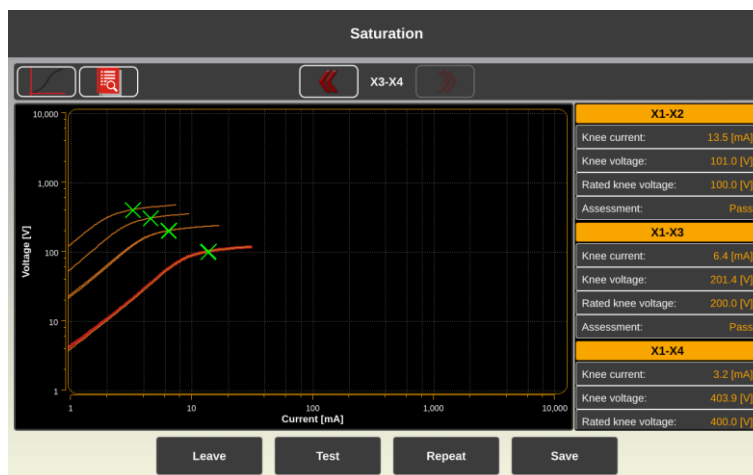 Saturation
X3-X4
10,000
1,000
100
10
1
Voltage [V]
1
10
100
1,000
10,000
Current [mA]
X1-X2
Knee current: 13.5 [mA]
Knee voltage: 101.0 [V]
Rated knee voltage: 100.0 [V]
Assessment: Pass
X1-X3
Knee current: 6.4 [mA]
Knee voltage: 201.4 [V]
Rated knee voltage: 200.0 [V]
Assessment: Pass
X1-X4
Knee current: 3.2 [mA]
Knee voltage: 403.9 [V]
Rated knee voltage: 400.0 [V]
Leave
Test
Repeat
Save